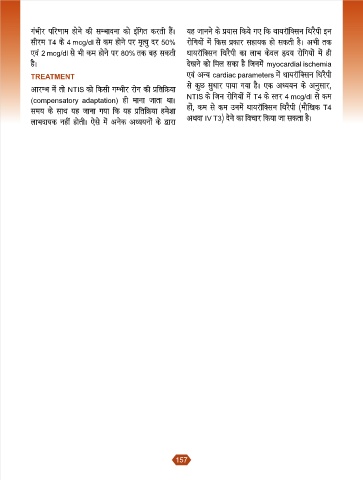 गंभीर परिणाम होने की सम्भावना को इंगित करती हैं।
सीरम T4 के 4 mcg/dl से कम होने पर मृत्यु दर 50%
एवं 2 mcg/dl से भी कम होने पर 80% तक बढ़ सकती
है।
TREATMENT
आरम्भ में तो NTIS को किसी गम्भीर रोग की प्रतिक्रिया
(compensatory adaptation) ही माना जाता था।
समय के साथ यह जाना गया कि यह प्रतिक्रिया हमेशा
लाभदायक नहीं होती। ऐसे में अनेक अध्ययनों के द्वारा
यह जानने के प्रयास किये गए कि थायरॉक्सिन थिरैपी इन
रोगियों में किस प्रकार सहायक हो सकती है। अभी तक
थायरॉक्सिन थिरैपी का लाभ केवल हृदय रोगियों में ही
देखने को मिल सका है जिनमें myocardial ischemia
एवं अन्य cardiac parameters में थायरॉक्सिन थिरैपी
से कुछ सुधार पाया गया है। एक अध्ययन के अनुसार,
NTIS के जिन रोगियों में T4 के स्तर 4 mcg/dl से कम
हों, कम से कम उनमें थायरॉक्सिन थिरैपी (मौखिक T4
अथवा IV T3) देने का विचार किया जा सकता है।
157